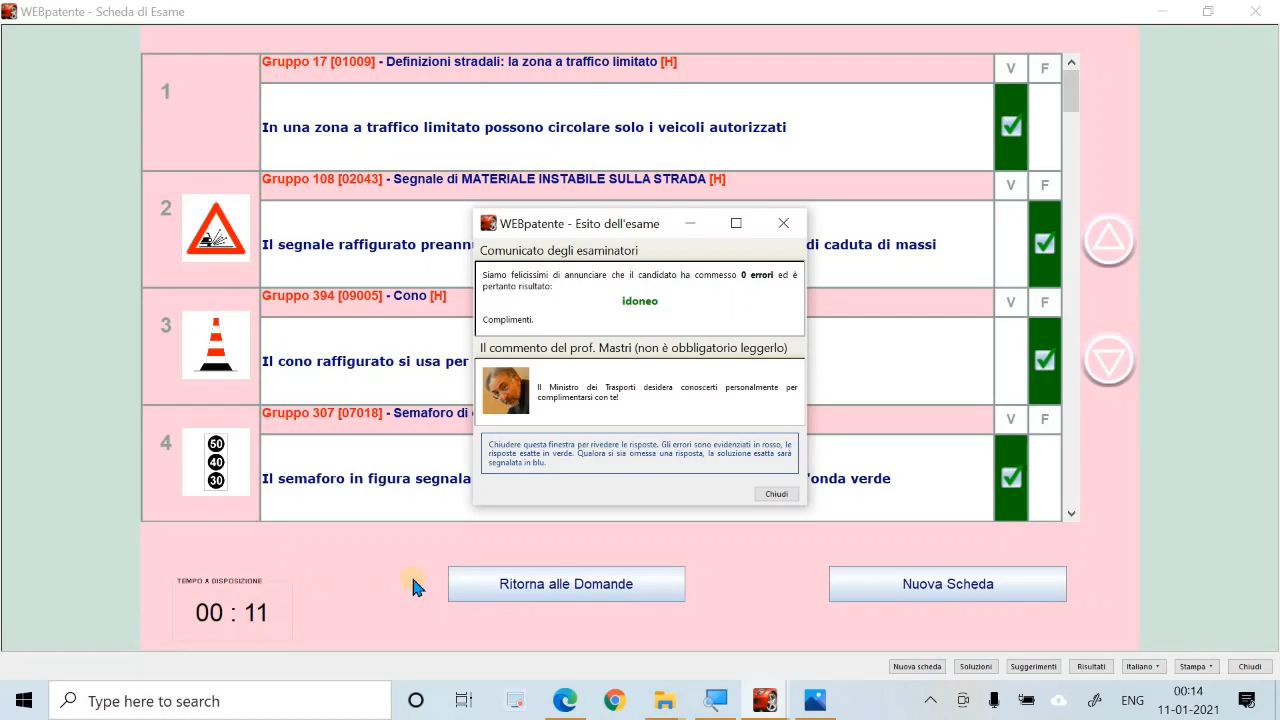 WEBpatente - Scheda di Esame
Gruppo 17 [01009] - Definizioni stradali: la zona a traffico limitato [H]
V F
1
In una zona a traffico limitato possono circolare solo i veicoli autorizzati
Gruppo 108 [02043] - Segnale di MATERIALE INSTABILE SULLA STRADA [H]
V F
2
Il segnale raffigurato preann
di caduta di massi
Gruppo 394 [09005] - Cono [H]
V F
3
Il cono raffigurato si usa per
Gruppo 307 [07018] - Semaforo di
V F
4
50
40
30
Il semaforo in figura segnala
l'onda verde
WEBpatente - Esito dell'esame
Comunicato degli esaminatori
Siamo felicissimi di annunciare che il candidato ha commesso 0 errori ed è
pertanto risultato:
idoneo
Complimenti.
Il commento del prof. Mastri (non è obbligatorio leggerlo)
Il Ministro dei Trasporti desidera conoscerti personalmente per
complimentarsi con te!
Chiudere questa finestra per rivedere le risposte. Gli errori sono evidenziati in rosso, le
risposte esatte in verde. Qualora si sia omessa una risposta, la soluzione esatta sarà
segnalata in blu.
Chiudi
TEMPO A DISPOSIZIONE
00 : 11
Ritorna alle Domande
Nuova Scheda
Nuova scheda Soluzioni Suggerimenti Risultati Italiano Stampa Chiudi
Type here to search
ENG
00:14
11-01-2021